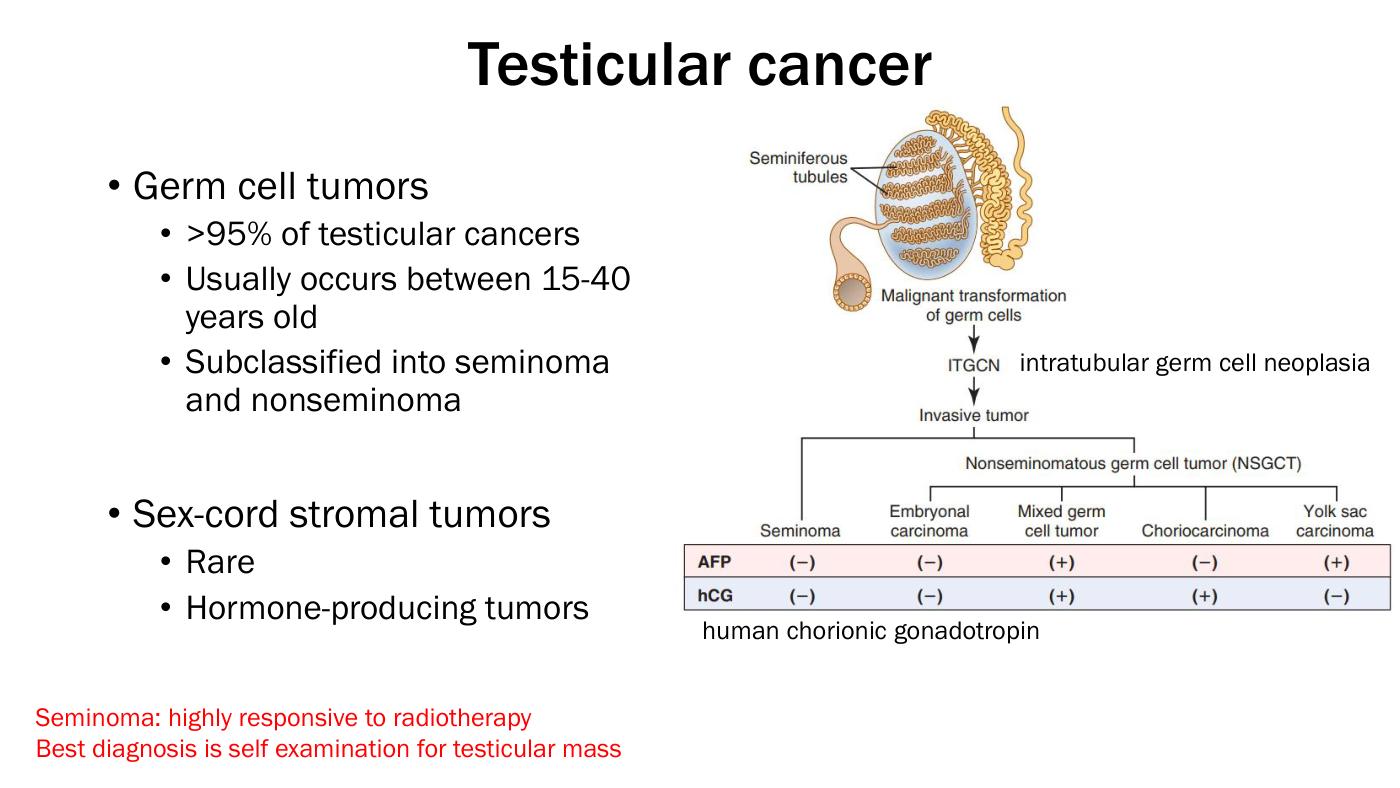 Testicular cancer
• Germ cell tumors
• >95% of testicular cancers
• Usually occurs between 15-40
years old
• Subclassified into seminoma
and nonseminoma
• Sex-cord stromal tumors
• Rare
• Hormone-producing tumors
Seminoma: highly responsive to radiotherapy
Best diagnosis is self examination for testicular mass
Seminiferous
tubules
Malignant transformation
of germ cells
ITGCN intratubular germ cell neoplasia
Invasive tumor
Nonseminomatous germ cell tumor (NSGCT)
Seminoma
Embryonal
carcinoma
Mixed germ
cell tumor
Choriocarcinoma
Yolk sac
carcinoma
AFP (−) (−) (+) (−) (+)
hCG (−) (−) (+) (+) (−)
human chorionic gonadotropin